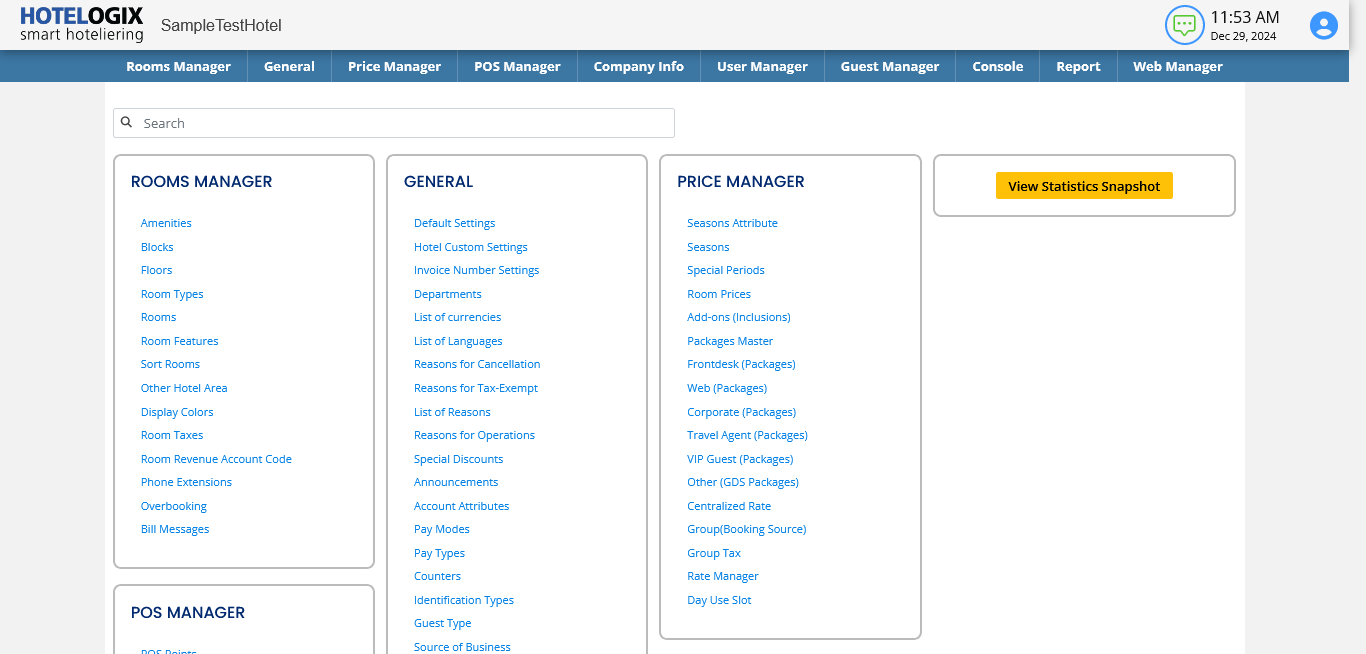 HOTELOGIX
smart hoteliering
SampleTestHotel
11:53 AM
Dec 29, 2024
Rooms Manager
General
Price Manager
POS Manager
Company Info
User Manager
Guest Manager
Console
Report
Web Manager
Search
ROOMS MANAGER
Amenities
Blocks
Floors
Room Types
Rooms
Room Features
Sort Rooms
Other Hotel Area
Display Colors
Room Taxes
Room Revenue Account Code
Phone Extensions
Overbooking
Bill Messages
POS MANAGER
POS Points
GENERAL
Default Settings
Hotel Custom Settings
Invoice Number Settings
Departments
List of currencies
List of Languages
Reasons for Cancellation
Reasons for Tax-Exempt
List of Reasons
Reasons for Operations
Special Discounts
Announcements
Account Attributes
Pay Modes
Pay Types
Counters
Identification Types
Guest Type
Source of Business
PRICE MANAGER
Seasons Attribute
Seasons
Special Periods
Room Prices
Add-ons (Inclusions)
Packages Master
Frontdesk (Packages)
Web (Packages)
Corporate (Packages)
Travel Agent (Packages)
VIP Guest (Packages)
Other (GDS Packages)
Centralized Rate
Group(Booking Source)
Group Tax
Rate Manager
Day Use Slot
View Statistics Snapshot